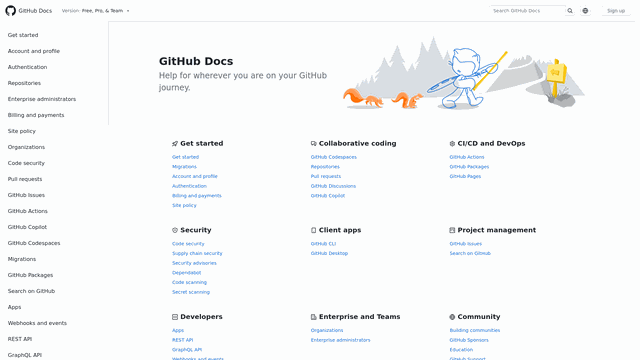 GitHub Docs
Version: Free, Pro, & Team
Search GitHub Docs
Sign up
Get started
Account and profile
Authentication
Repositories
Enterprise administrators
Billing and payments
Site policy
Organizations
Code security
Pull requests
GitHub Issues
GitHub Actions
GitHub Copilot
GitHub Codespaces
Migrations
GitHub Packages
Search on GitHub
Apps
Webhooks and events
REST API
GraphQL API
GitHub Docs
Help for wherever you are on your GitHub
journey.
Get started
Get started
Migrations
Account and profile
Authentication
Billing and payments
Site policy
Collaborative coding
GitHub Codespaces
Repositories
Pull requests
GitHub Discussions
GitHub Copilot
CI/CD and DevOps
GitHub Actions
GitHub Packages
GitHub Pages
Security
Code security
Supply chain security
Security advisories
Dependabot
Code scanning
Secret scanning
Client apps
GitHub CLI
GitHub Desktop
Project management
GitHub Issues
Search on GitHub
Developers
Apps
REST API
GraphQL API
Webhooks and events
Enterprise and Teams
Organizations
Enterprise administrators
Community
Building communities
GitHub Sponsors
Education
GitHub Support